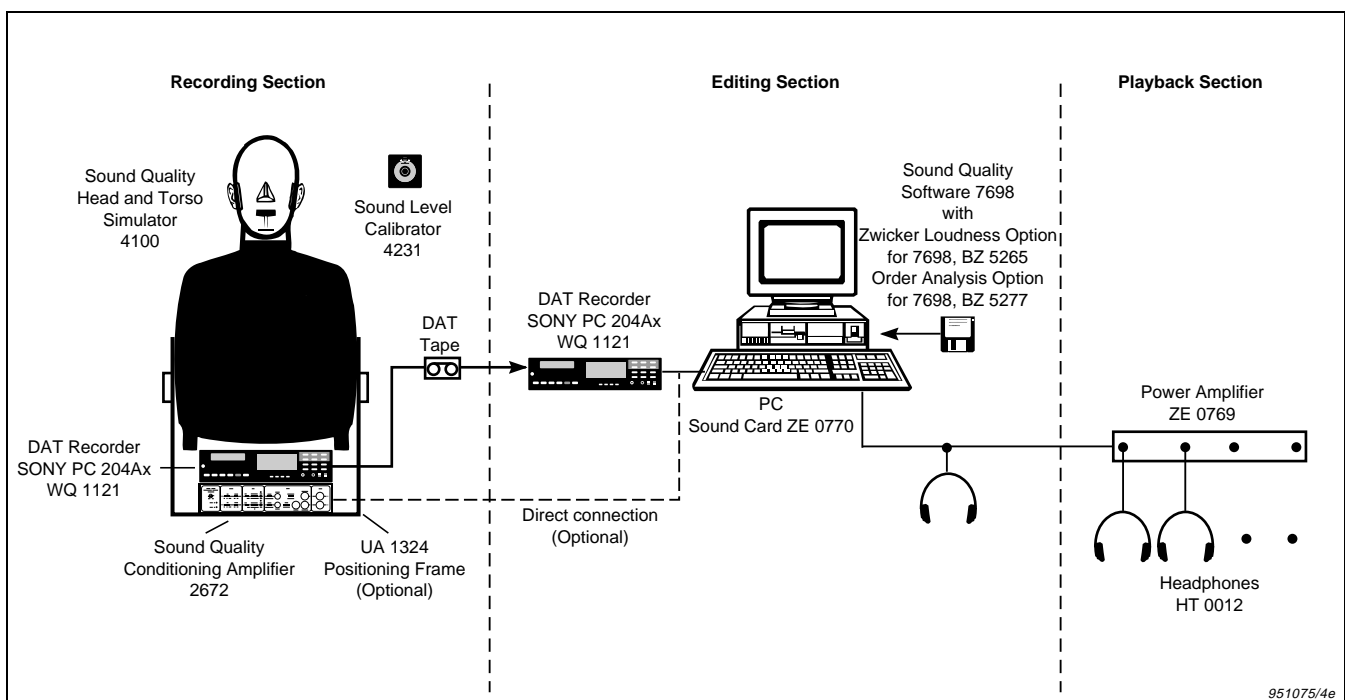 Recording Section
Editing Section
Playback Section
Sound Quality
Head and Torso
Simulator
4100
Sound Level
Calibrator
4231
DAT Recorder
SONY PC 204Ax
WQ 1121
Sound Quality
Conditioning Amplifier
2672
UA 1324
Positioning Frame
(Optional)
DAT
Tape
DAT Recorder
SONY PC 204Ax
WQ 1121
Direct connection
(Optional)
Sound Quality
Software 7698
with
Zwicker Loudness Option
for 7698, BZ 5265
Order Analysis Option
for 7698, BZ 5277
PC
Sound Card ZE 0770
Power Amplifier
ZE 0769
Headphones
HT 0012
951075/4e